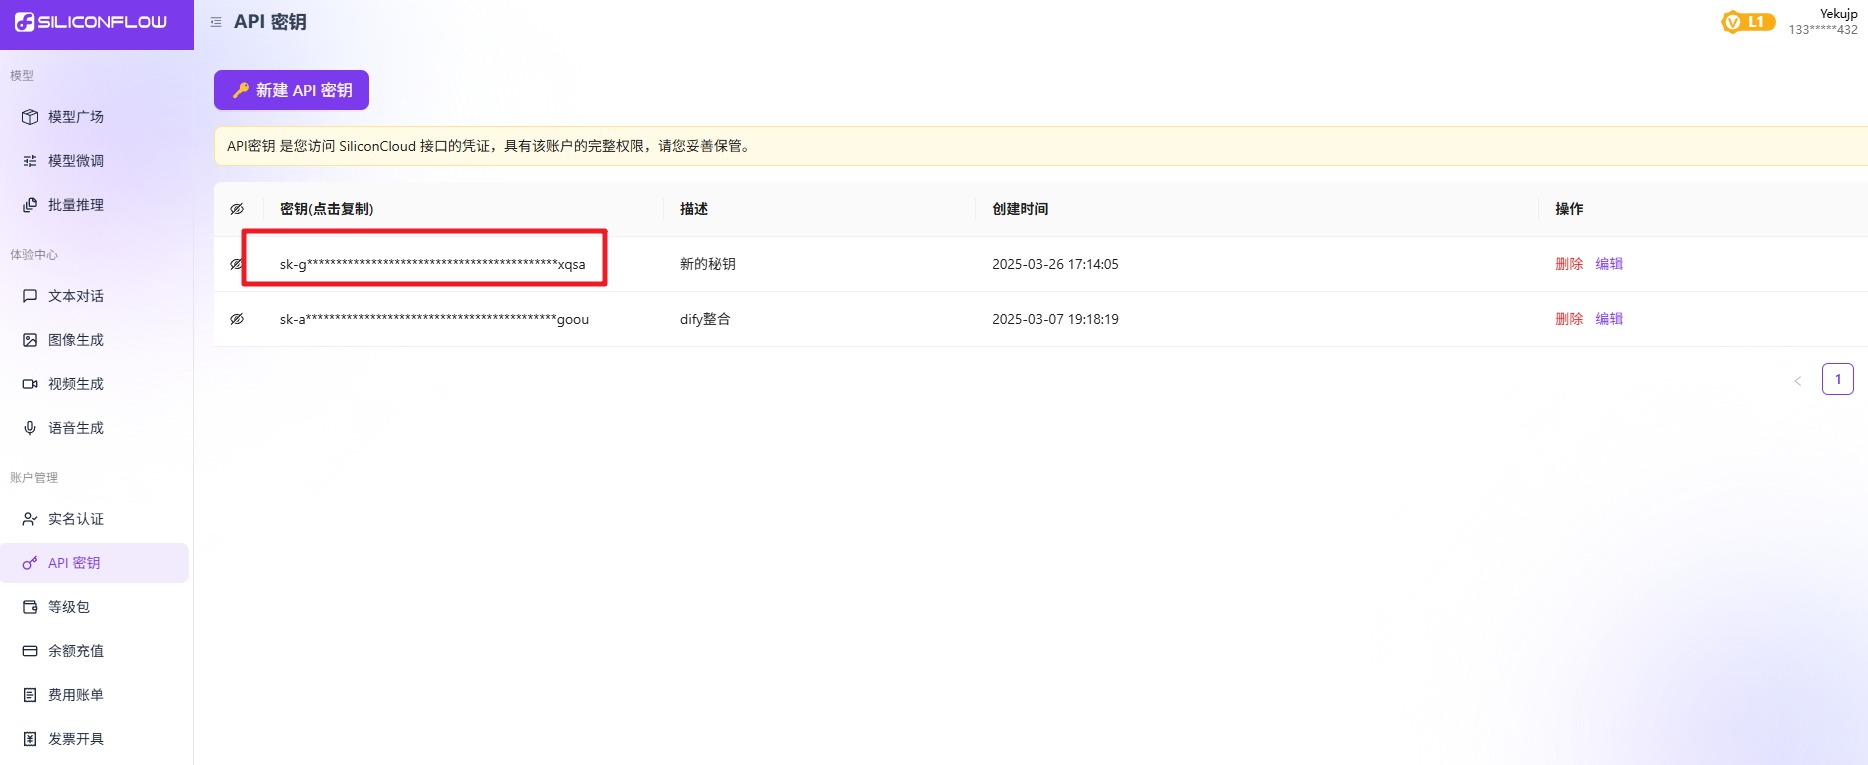 SILICONFLOW
API 密钥
L1
Yekujp
133*****432
模型
模型广场
模型微调
批量推理
体验中心
文本对话
图像生成
视频生成
语音生成
账户管理
实名认证
API 密钥
等级包
余额充值
费用账单
发票开具
新建 API 密钥
API密钥 是您访问 SiliconCloud 接口的凭证，具有该账户的完整权限，请您妥善保管。
密钥(点击复制) 描述 创建时间 操作
sk-g*******************************************xqsa 新的秘钥 2025-03-26 17:14:05 删除 编辑
sk-a*******************************************goou dify整合 2025-03-07 19:18:19 删除 编辑
1